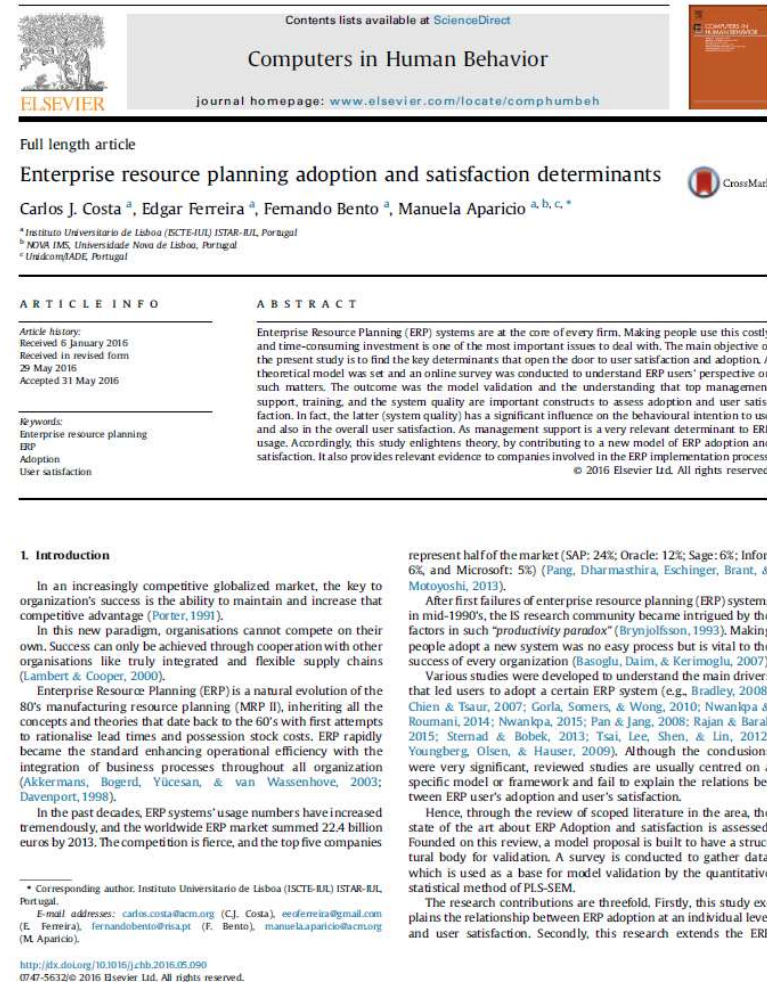 Contents lists available at ScienceDirect
Computers in Human Behavior
journal homepage: www.elsevier.com/locate/comphumbeh
ELSEVIER
COMPUTERS IN
HUMAN BEHAVIOR
Full length article
Enterprise resource planning adoption and satisfaction determinants
CrossMark
Carlos J. Costa a, Edgar Ferreira a, Fernando Bento a, Manuela Aparicio a, b, c, *
a Instituto Universitario de Lisboa (ISCTE-IUL) ISTAR-IUL, Portugal
b NOVA IMS, Universidade Nova de Lisboa, Portugal
c Unidcom/IADE, Portugal
ARTICLE INFO
Article history:
Received 6 January 2016
Received in revised form
29 May 2016
Accepted 31 May 2016
Keywords:
Enterprise resource planning
ERP
Adoption
User satisfaction
ABSTRACT
Enterprise Resource Planning (ERP) systems are at the core of every firm. Making people use this costly
and time-consuming investment is one of the most important issues to deal with. The main objective o
the present study is to find the key determinants that open the door to user satisfaction and adoption. A
theoretical model was set and an online survey was conducted to understand ERP users' perspective on
such matters. The outcome was the model validation and the understanding that top managemen
support, training, and the system quality are important constructs to assess adoption and user satis
faction. In fact, the latter (system quality) has a significant influence on the behavioural intention to use
and also in the overall user satisfaction. As management support is a very relevant determinant to ERP
usage. Accordingly, this study enlightens theory, by contributing to a new model of ERP adoption and
satisfaction. It also provides relevant evidence to companies involved in the ERP implementation process
© 2016 Elsevier Ltd. All rights reserved
1. Introduction
In an increasingly competitive globalized market, the key to
organization's success is the ability to maintain and increase that
competitive advantage (Porter, 1991).
In this new paradigm, organisations cannot compete on their
own. Success can only be achieved through cooperation with other
organisations like truly integrated and flexible supply chains
(Lambert & Cooper, 2000).
Enterprise Resource Planning (ERP) is a natural evolution of the
80's manufacturing resource planning (MRP II), inheriting all the
concepts and theories that date back to the 60's with first attempts
to rationalise lead times and possession stock costs. ERP rapidly
became the standard enhancing operational efficiency with the
integration of business processes throughout all organization
(Akkermans, Bogerd, Yücesan, & van Wassenhove, 2003;
Davenport, 1998).
In the past decades, ERP systems' usage numbers have increased
tremendously, and the worldwide ERP market summed 22.4 billion
euros by 2013. The competition is fierce, and the top five companies
* Corresponding author. Instituto Universitario de Lisboa (ISCTE-IUL) ISTAR-IUL,
Portugal.
E-mail addresses: carlos.costa@acm.org (C.J. Costa), eeoferreira@gmail.com
(E. Ferreira), fernandobento@risa.pt (F. Bento), manuela.aparicio@acm.org
(M. Aparicio).
http://dx.doi.org/10.1016/j.chb.2016.05.090
0747-5632/© 2016 Elsevier Ltd. All rights reserved.
represent half of the market (SAP: 24%; Oracle: 12%; Sage: 6%; Infor:
6%, and Microsoft: 5%) (Pang, Dharmasthira, Eschinger, Brant, &
Motoyoshi, 2013).
After first failures of enterprise resource planning (ERP) systems
in mid-1990's, the IS research community became intrigued by the
factors in such "productivity paradox" (Brynjolfsson, 1993). Making
people adopt a new system was no easy process but is vital to the
success of every organization (Basoglu, Daim, & Kerimoglu, 2007)
Various studies were developed to understand the main driver
that led users to adopt a certain ERP system (e.g., Bradley, 2008
Chien & Tsaur, 2007; Gorla, Somers, & Wong, 2010; Nwankpa &
Roumani, 2014; Nwankpa, 2015; Pan & Jang, 2008; Rajan & Baral
2015; Sternad & Bobek, 2013; Tsai, Lee, Shen, & Lin, 2012
Youngberg, Olsen, & Hauser, 2009). Although the conclusion
were very significant, reviewed studies are usually centred on a
specific model or framework and fail to explain the relations be
tween ERP user's adoption and user's satisfaction.
Hence, through the review of scoped literature in the area, the
state of the art about ERP Adoption and satisfaction is assessed
Founded on this review, a model proposal is built to have a struc
tural body for validation. A survey is conducted to gather data
which is used as a base for model validation by the quantitative
statistical method of PLS-SEM.
The research contributions are threefold. Firstly, this study ex
plains the relationship between ERP adoption at an individual leve
and user satisfaction. Secondly, this research extends the ERP